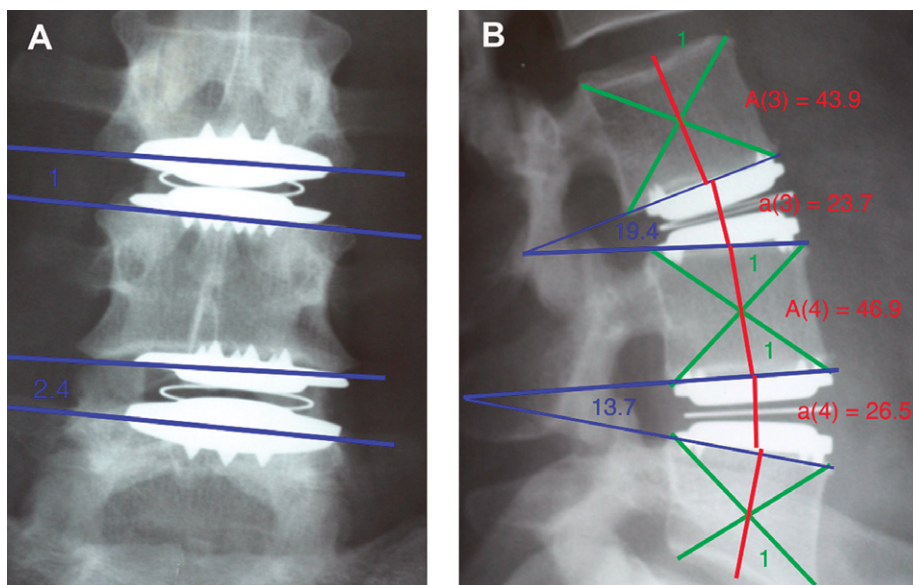 A
1
2.4
B
1
A(3) = 43.9
a(3) = 23.7
19.4
1
A(4) = 46.9
1
13.7
a(4) = 26.5
1